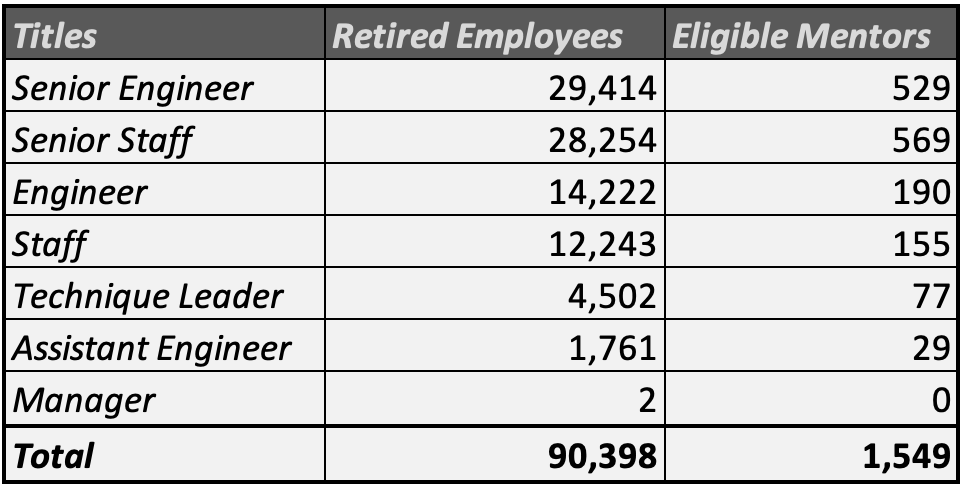 Titles Retired Employees Eligible Mentors
Senior Engineer 29,414 529
Senior Staff 28,254 569
Engineer 14,222 190
Staff 12,243 155
Technique Leader 4,502 77
Assistant Engineer 1,761 29
Manager 2 0
Total 90,398 1,549